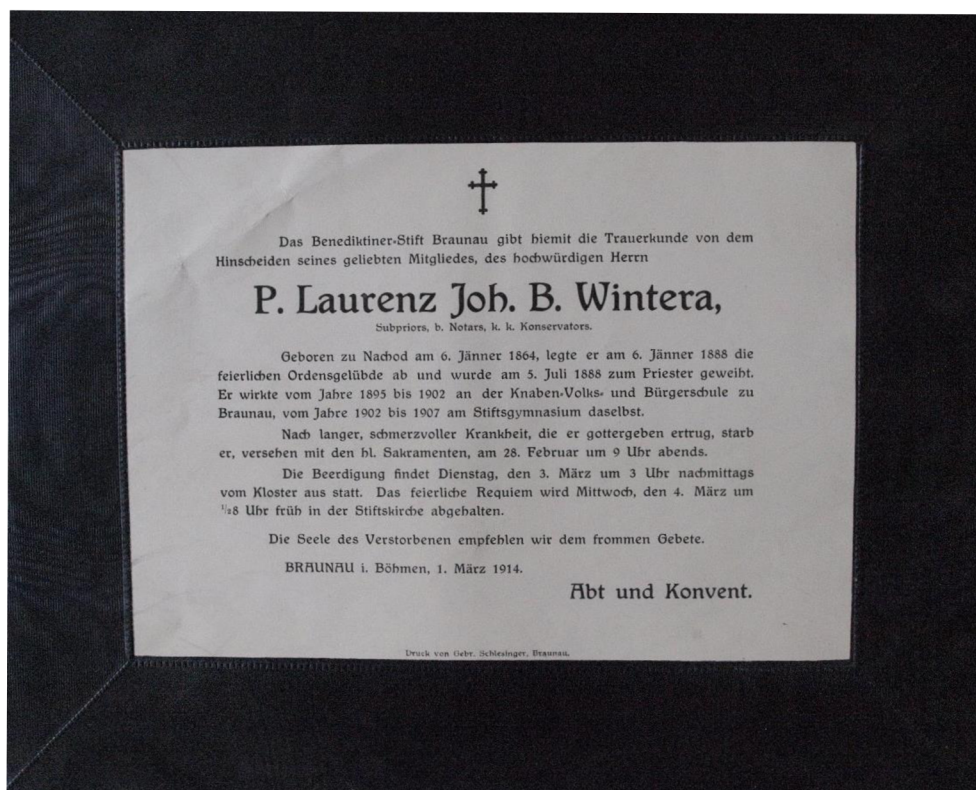 Das Benediktiner-Stift Braunau gibt hiemit die Trauerkunde von dem
Hinscheiden seines geliebten Mitgliedes, des hochwürdigen Herrn
P. Laurenz Joh. B. Wintera,
Subpriors, b. Notars, k. k. Konservators.
Geboren zu Nachod am 6. Jänner 1864, legte er am 6. Jänner 1888 die
feierlichen Ordensgelübde ab und wurde am 5. Juli 1888 zum Priester geweiht.
Er wirkte vom Jahre 1895 bis 1902 an der Knaben-Volks- und Bürgerschule zu
Braunau, vom Jahre 1902 bis 1907 am Stiftsgymnasium daselbst.
Nach langer, schmerzvoller Krankheit, die er gottergeben ertrug, starb
er, versehen mit den hl. Sakramenten, am 28. Februar um 9 Uhr abends.
Die Beerdigung findet Dienstag, den 3. März um 3 Uhr nachmittags
vom Kloster aus statt. Das feierliche Requiem wird Mittwoch, den 4. März um
1/28 Uhr früh in der Stiftskirche abgehalten.
Die Seele des Verstorbenen empfehlen wir dem frommen Gebete.
BRAUNAU i. Böhmen, 1. März 1914.
Abt und Konvent.
Druck von Gebr. Schlesinger, Braunau.